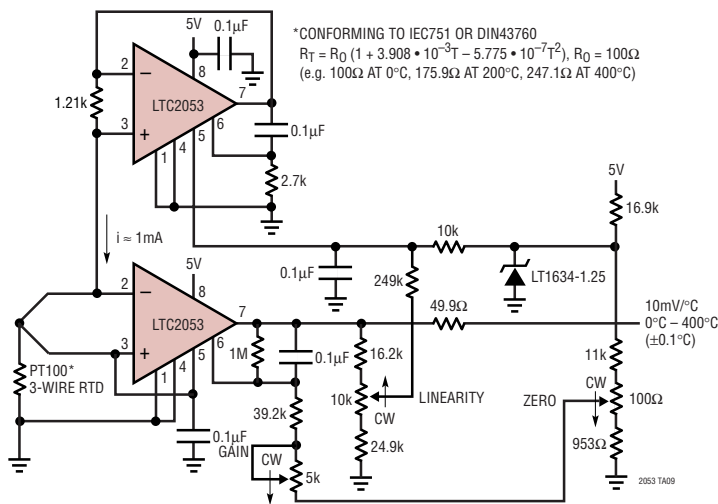 *CONFORMING TO IEC751 OR DIN43760
R_T = R_O (1 + 3.908 • 10^–3T – 5.775 • 10^–7T^2), R_O = 100Ω
(e.g. 100Ω AT 0°C, 175.9Ω AT 200°C, 247.1Ω AT 400°C)
5V
0.1µF
8
2
–
1.21k
LTC2053
7
3
+
6
5
1
4
0.1µF
2.7k
5V
16.9k
10k
i ≈ 1mA
0.1µF
249k
LT1634-1.25
5V
8
2
–
LTC2053
7
49.9Ω
10mV/°C
0°C – 400°C
(±0.1°C)
3
+
6
5
1
4
1M
0.1µF
16.2k
11k
PT100*
3-WIRE RTD
10k
CW
LINEARITY
ZERO
CW
100Ω
39.2k
24.9k
953Ω
0.1µF
GAIN
CW
5k
2053 TA09